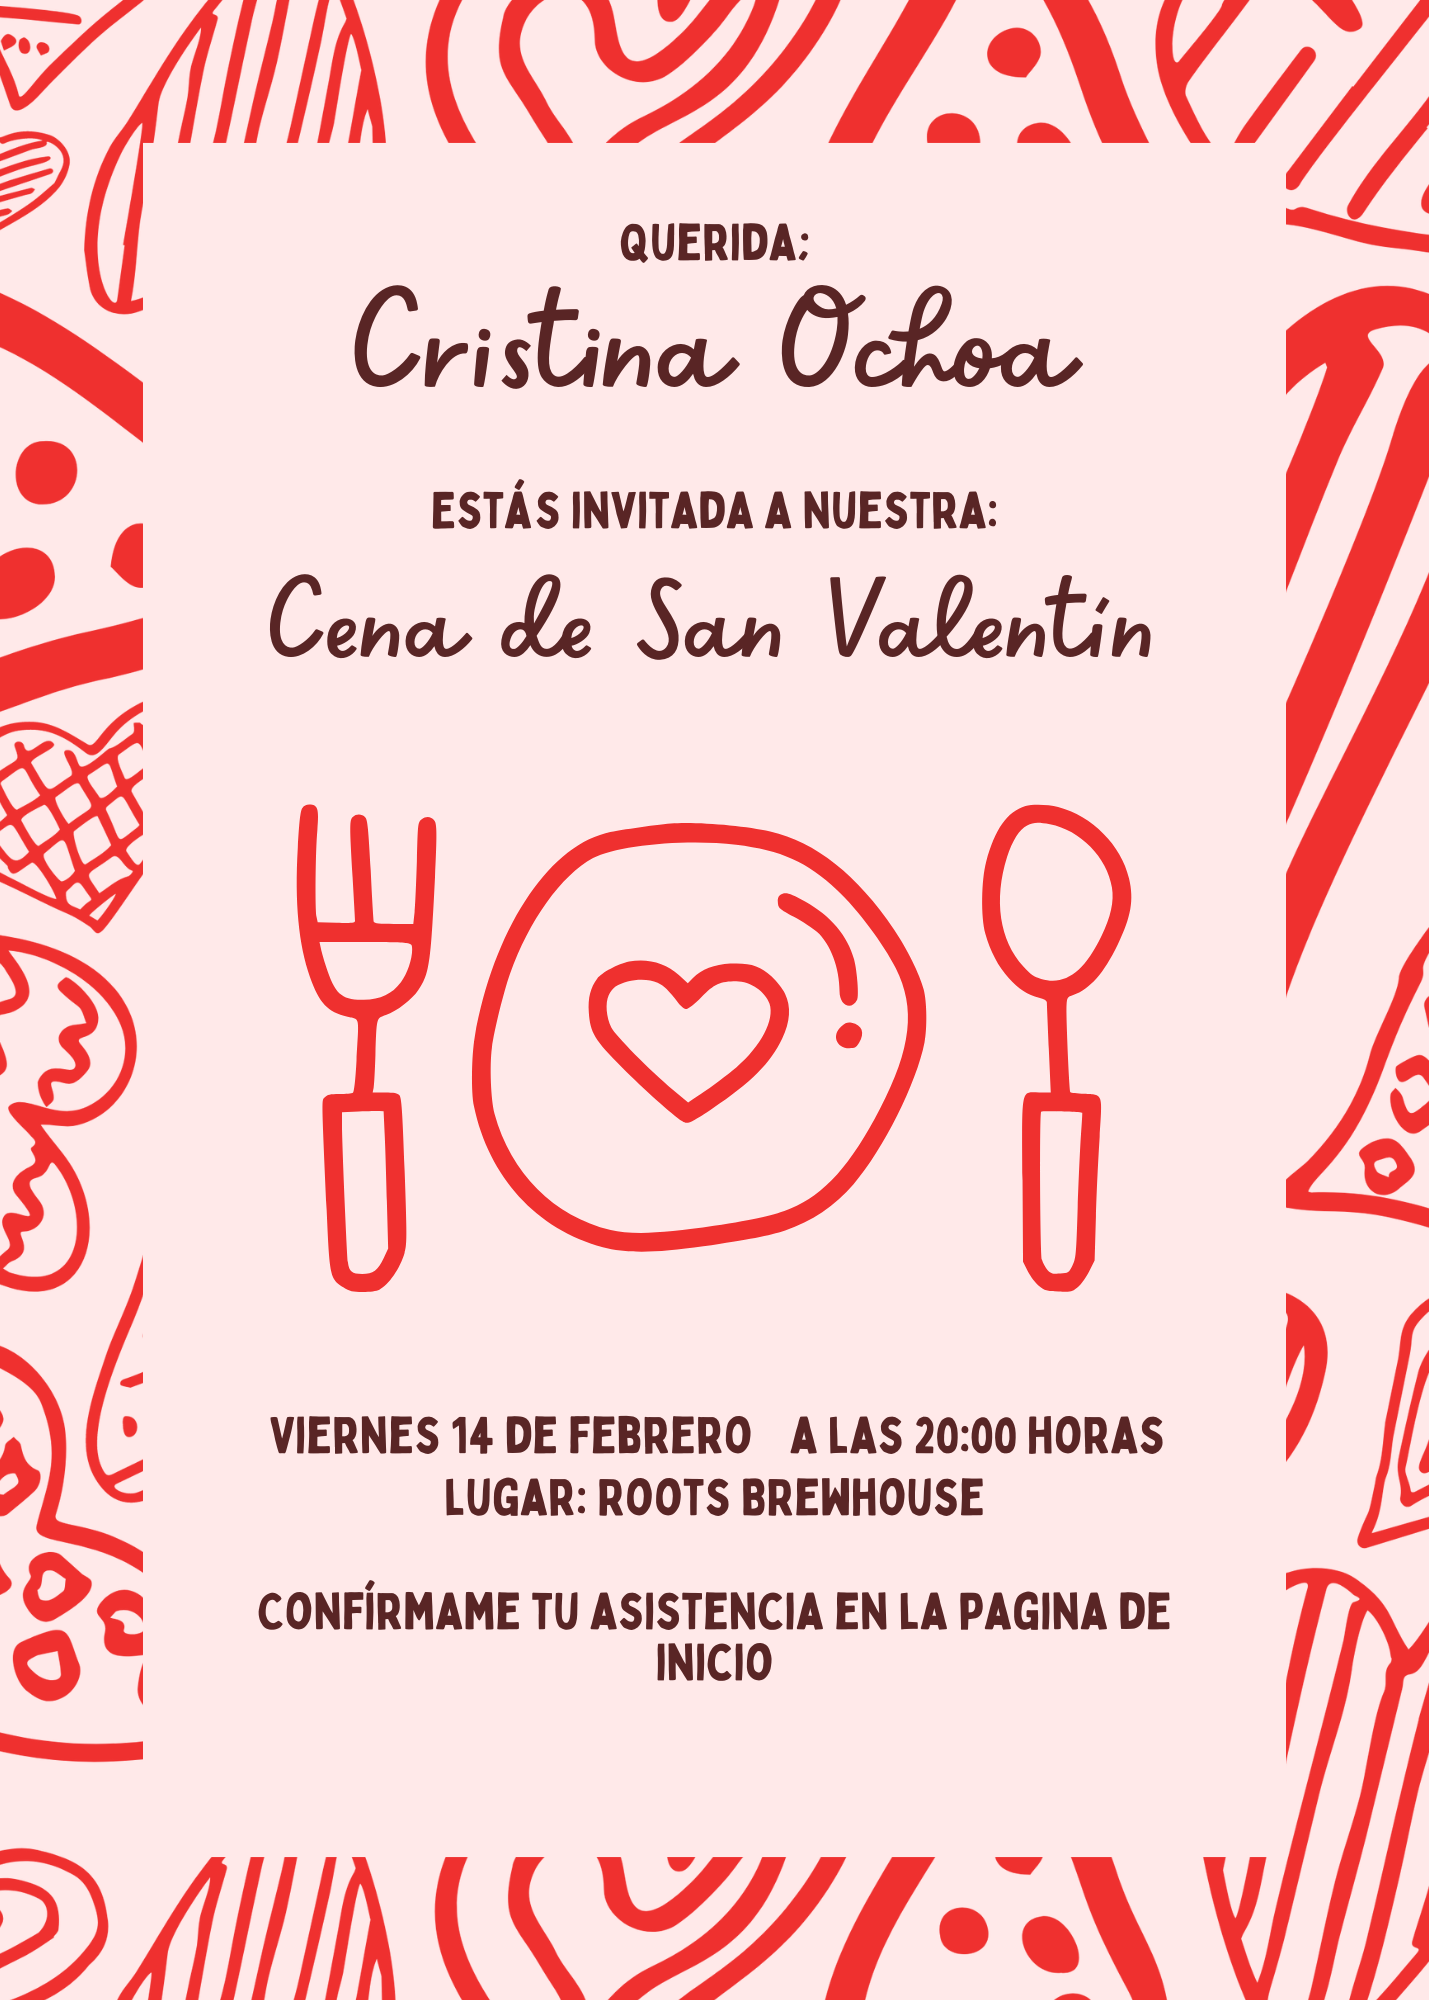 QUERIDA:
Cristina Ochoa
ESTÁS INVITADA A NUESTRA:
Cena de San Valentín
VIERNES 14 DE FEBRERO A LAS 20:00 HORAS
LUGAR: ROOTS BREWHOUSE
CONFÍRMAME TU ASISTENCIA EN LA PAGINA DE
INICIO